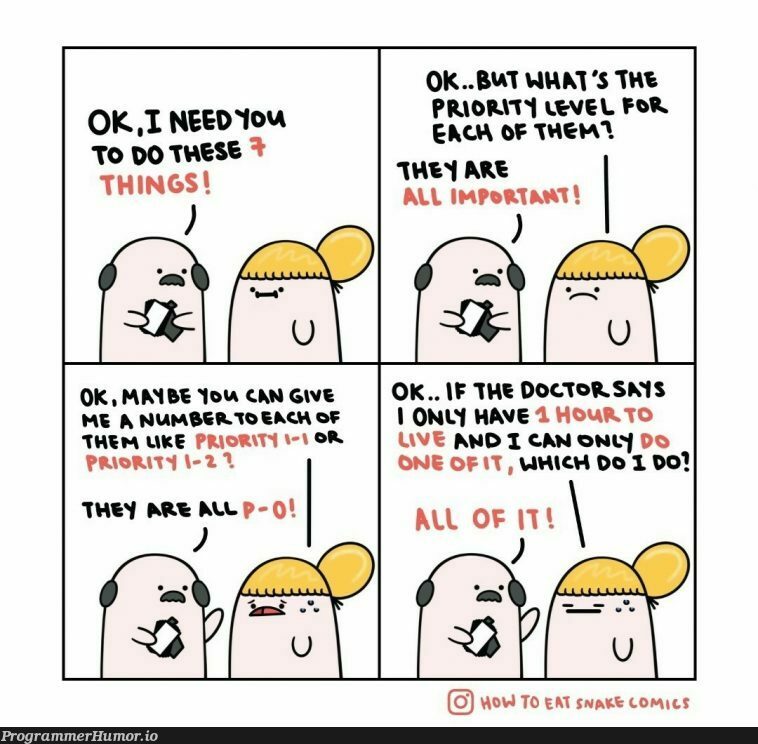 OK, I NEED YOU
TO DO THESE 7
THINGS!
OK..BUT WHAT'S THE
PRIORITY LEVEL FOR
EACH OF THEM?
THEY ARE
ALL IMPORTANT!
OK, MAYBE YOU CAN GIVE
ME A NUMBER TO EACH OF
THEM LIKE PRIORITY 1-1 OR
PRIORITY 1-2?
THEY ARE ALL P-0!
OK.. IF THE DOCTOR SAYS
I ONLY HAVE 1 HOUR TO
LIVE AND I CAN ONLY DO
ONE OF IT, WHICH DO I DO?
ALL OF IT!
HOW TO EAT SNAKE COMICS
ProgrammerHumor.io